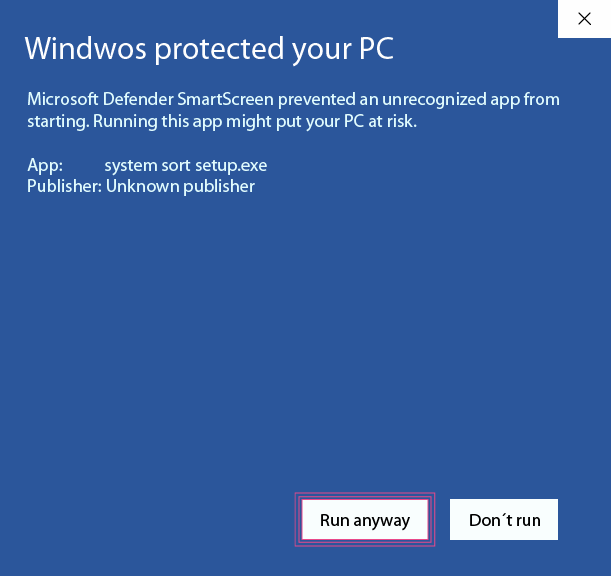 Windwos protected your PC
Microsoft Defender SmartScreen prevented an unrecognized app from
starting. Running this app might put your PC at risk.
App: system sort setup.exe
Publisher: Unknown publisher
Run anyway
Don´t run